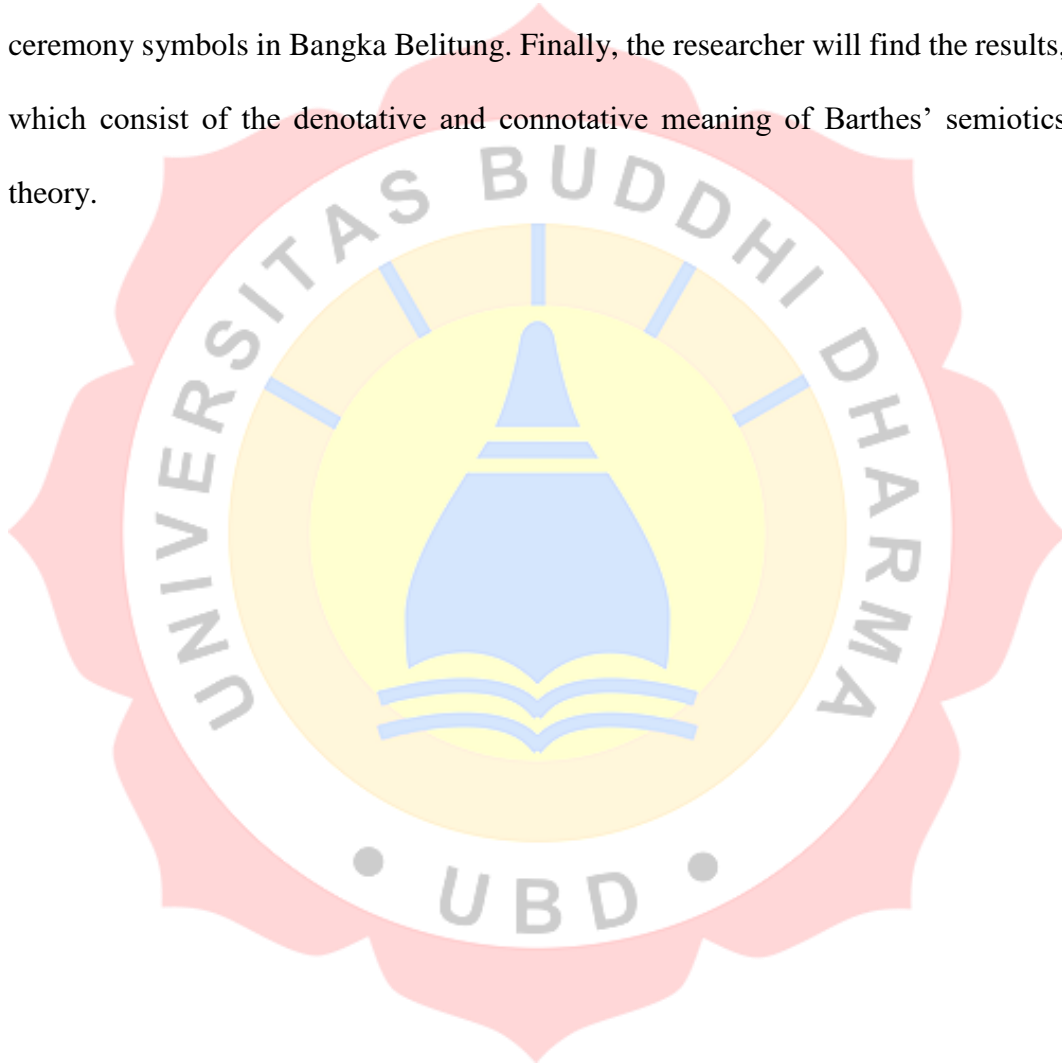 ceremony symbols in Bangka Belitung. Finally, the researcher will find the results,
which consist of the denotative and connotative meaning of Barthes’ semiotics
theory.
UNIVERSITAS BUDDHI DHARMA
• UBD •